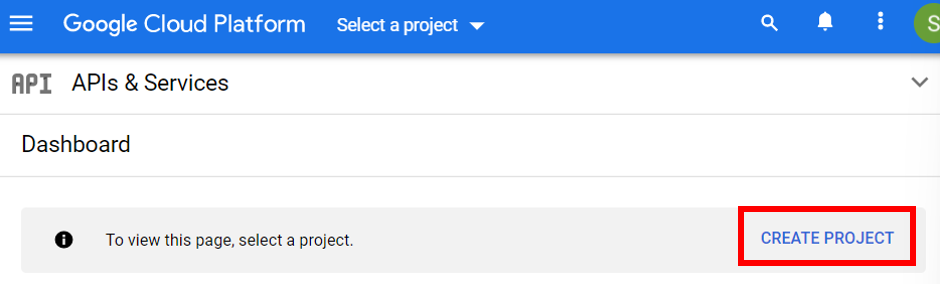 Google Cloud Platform Select a project S
API APIs & Services
Dashboard
To view this page, select a project. CREATE PROJECT